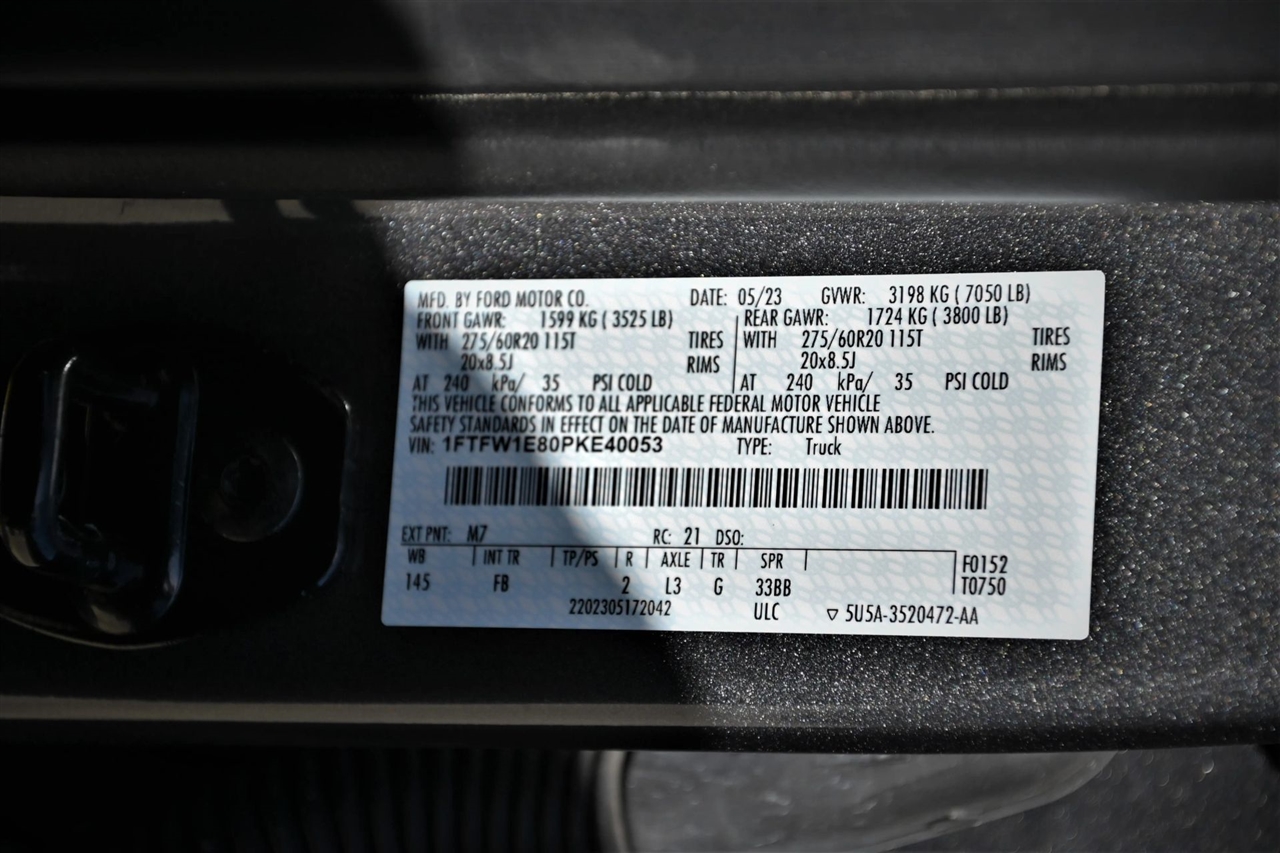 MFD. BY FORD MOTOR CO. DATE: 05/23 GVWR: 3198 KG ( 7050 LB)
FRONT GAWR: 1599 KG ( 3525 LB) REAR GAWR: 1724 KG ( 3800 LB)
WITH 275/60R20 115T TIRES WITH 275/60R20 115T TIRES
20x8.5J RIMS 20x8.5J RIMS
AT 240 kPa/ 35 PSI COLD AT 240 kPa/ 35 PSI COLD
THIS VEHICLE CONFORMS TO ALL APPLICABLE FEDERAL MOTOR VEHICLE
SAFETY STANDARDS IN EFFECT ON THE DATE OF MANUFACTURE SHOWN ABOVE.
VIN: 1FTFW1E80PKE40053 TYPE: Truck
EXT PNT: M7 RC: 21 DSO:
WB INT TR TP/PS R AXLE TR SPR F0152
145 FB 2 L3 G 33BB T0750
2202305172042 ULC ▽ 5U5A-3520472-AA